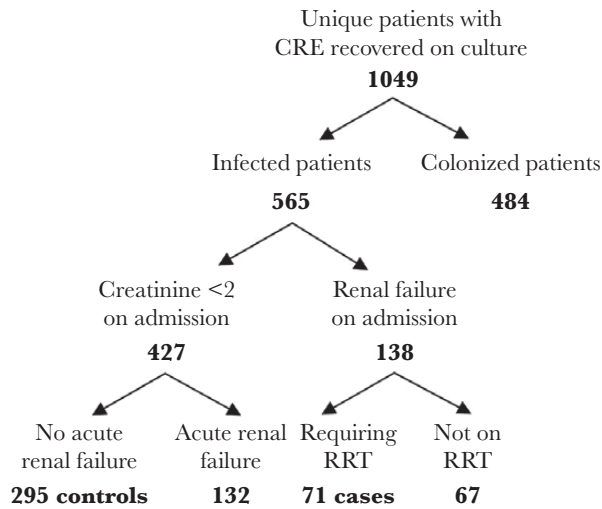 Unique patients with
CRE recovered on culture
1049
Infected patients
565
Colonized patients
484
Creatinine <2
on admission
427
Renal failure
on admission
138
No acute
renal failure
295 controls
Acute renal
failure
132
Requiring
RRT
71 cases
Not on
RRT
67